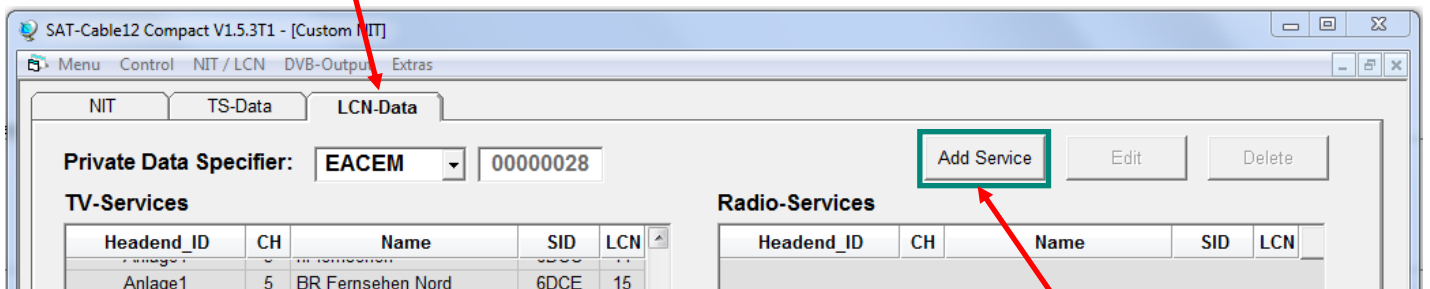 SAT-Cable12 Compact V1.5.3T1 - [Custom NIT]
Menu Control NIT / LCN DVB-Output Extras
NIT TS-Data LCN-Data
Private Data Specifier: EACEM 00000028 Add Service Edit Delete
TV-Services Radio-Services
Headend_ID CH Name SID LCN Headend_ID CH Name SID LCN
Anlage1 5 BR Fernsehen Nord 6DCE 15